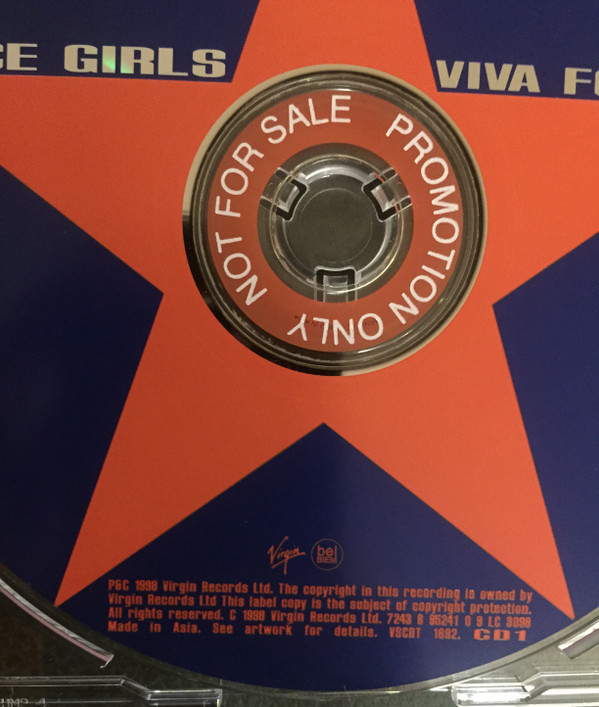 CE GIRLS
VIVA FO
NOT FOR SALE
PROMOTION ONLY
Virgin
bel
P&C 1998 Virgin Records Ltd. The copyright in this recording is owned by
Virgin Records Ltd This label copy is the subject of copyright protection.
All rights reserved. C 1998 Virgin Records Ltd. 7243 8 95241 0 9 LC 3098
Made in Asia. See artwork for details. VSCDT 1692. CD1